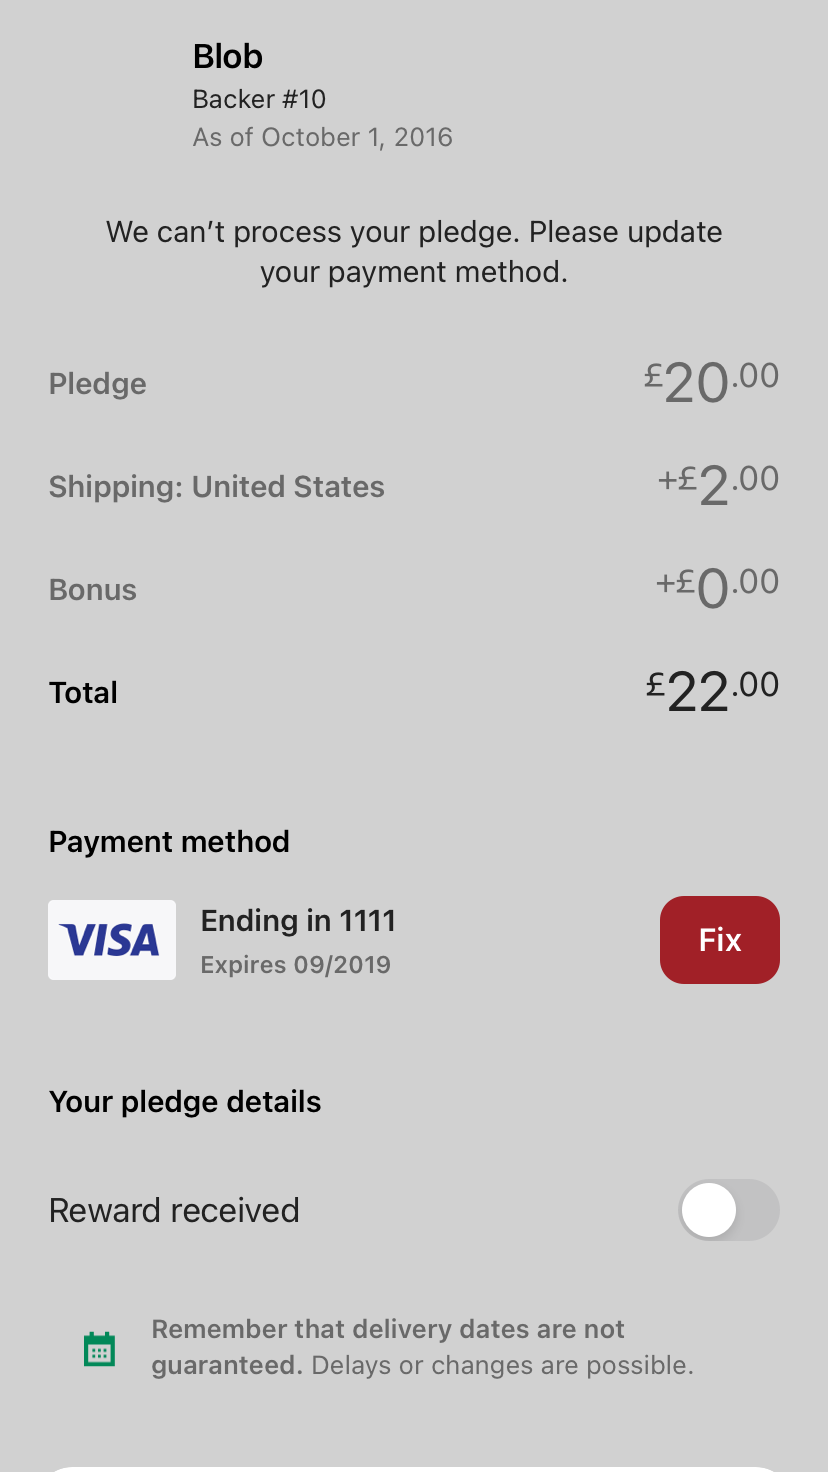 Blob
Backer #10
As of October 1, 2016
We can’t process your pledge. Please update
your payment method.
Pledge £20.00
Shipping: United States +£2.00
Bonus +£0.00
Total £22.00
Payment method
VISA Ending in 1111 Fix
Expires 09/2019
Your pledge details
Reward received
Remember that delivery dates are not
guaranteed. Delays or changes are possible.